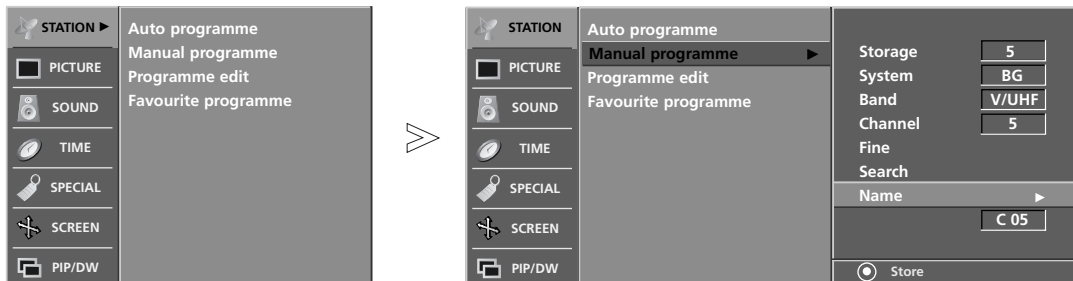 STATION ►
PICTURE
SOUND
TIME
SPECIAL
SCREEN
PIP/DW
Auto programme
Manual programme
Programme edit
Favourite programme
STATION
PICTURE
SOUND
TIME
SPECIAL
SCREEN
PIP/DW
Auto programme
Manual programme ►
Programme edit
Favourite programme
Storage 5
System BG
Band V/UHF
Channel 5
Fine
Search
Name ►
C 05
Store